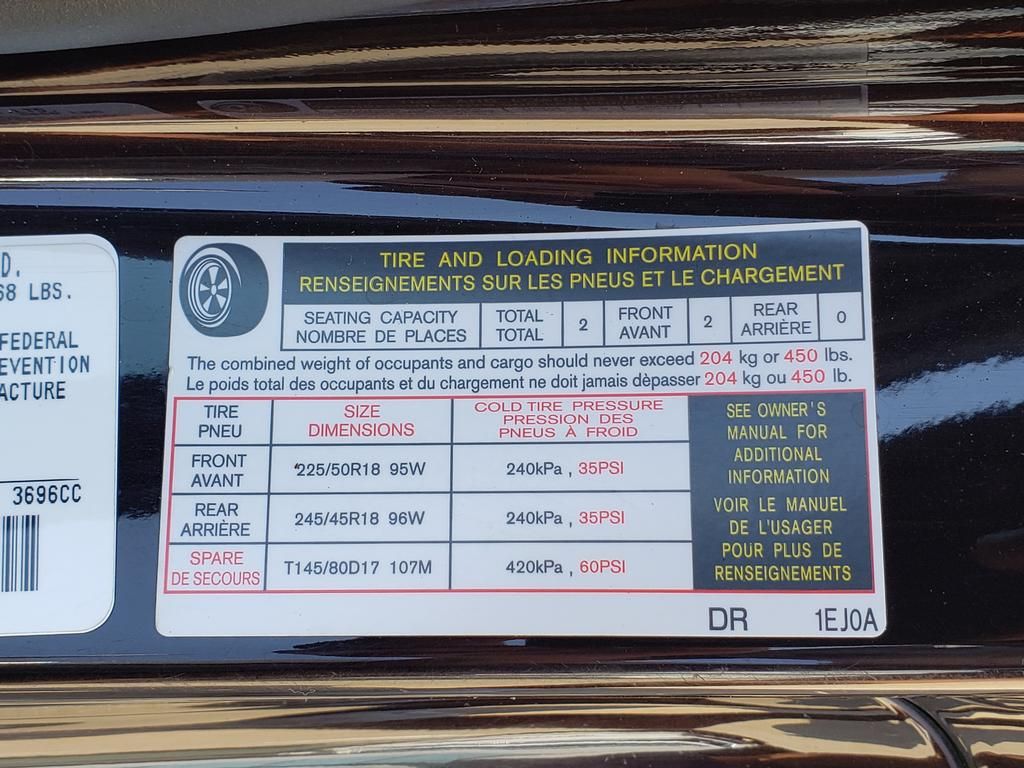 D.
68 LBS.
FEDERAL
EVENTION
ACTURE
3696CC
TIRE AND LOADING INFORMATION
RENSEIGNEMENTS SUR LES PNEUS ET LE CHARGEMENT
SEATING CAPACITY TOTAL 2 FRONT 2 REAR 0
NOMBRE DE PLACES TOTAL AVANT ARRIÈRE
The combined weight of occupants and cargo should never exceed 204 kg or 450 lbs.
Le poids total des occupants et du chargement ne doit jamais dèpasser 204 kg ou 450 lb.
TIRE SIZE COLD TIRE PRESSURE
PNEU DIMENSIONS PRESSION DES
PNEUS À FROID
FRONT 225/50R18 95W 240kPa , 35PSI
AVANT
REAR 245/45R18 96W 240kPa , 35PSI
ARRIÈRE
SPARE T145/80D17 107M 420kPa , 60PSI
DE SECOURS
SEE OWNER'S
MANUAL FOR
ADDITIONAL
INFORMATION
VOIR LE MANUEL
DE L'USAGER
POUR PLUS DE
RENSEIGNEMENTS
DR 1EJ0A